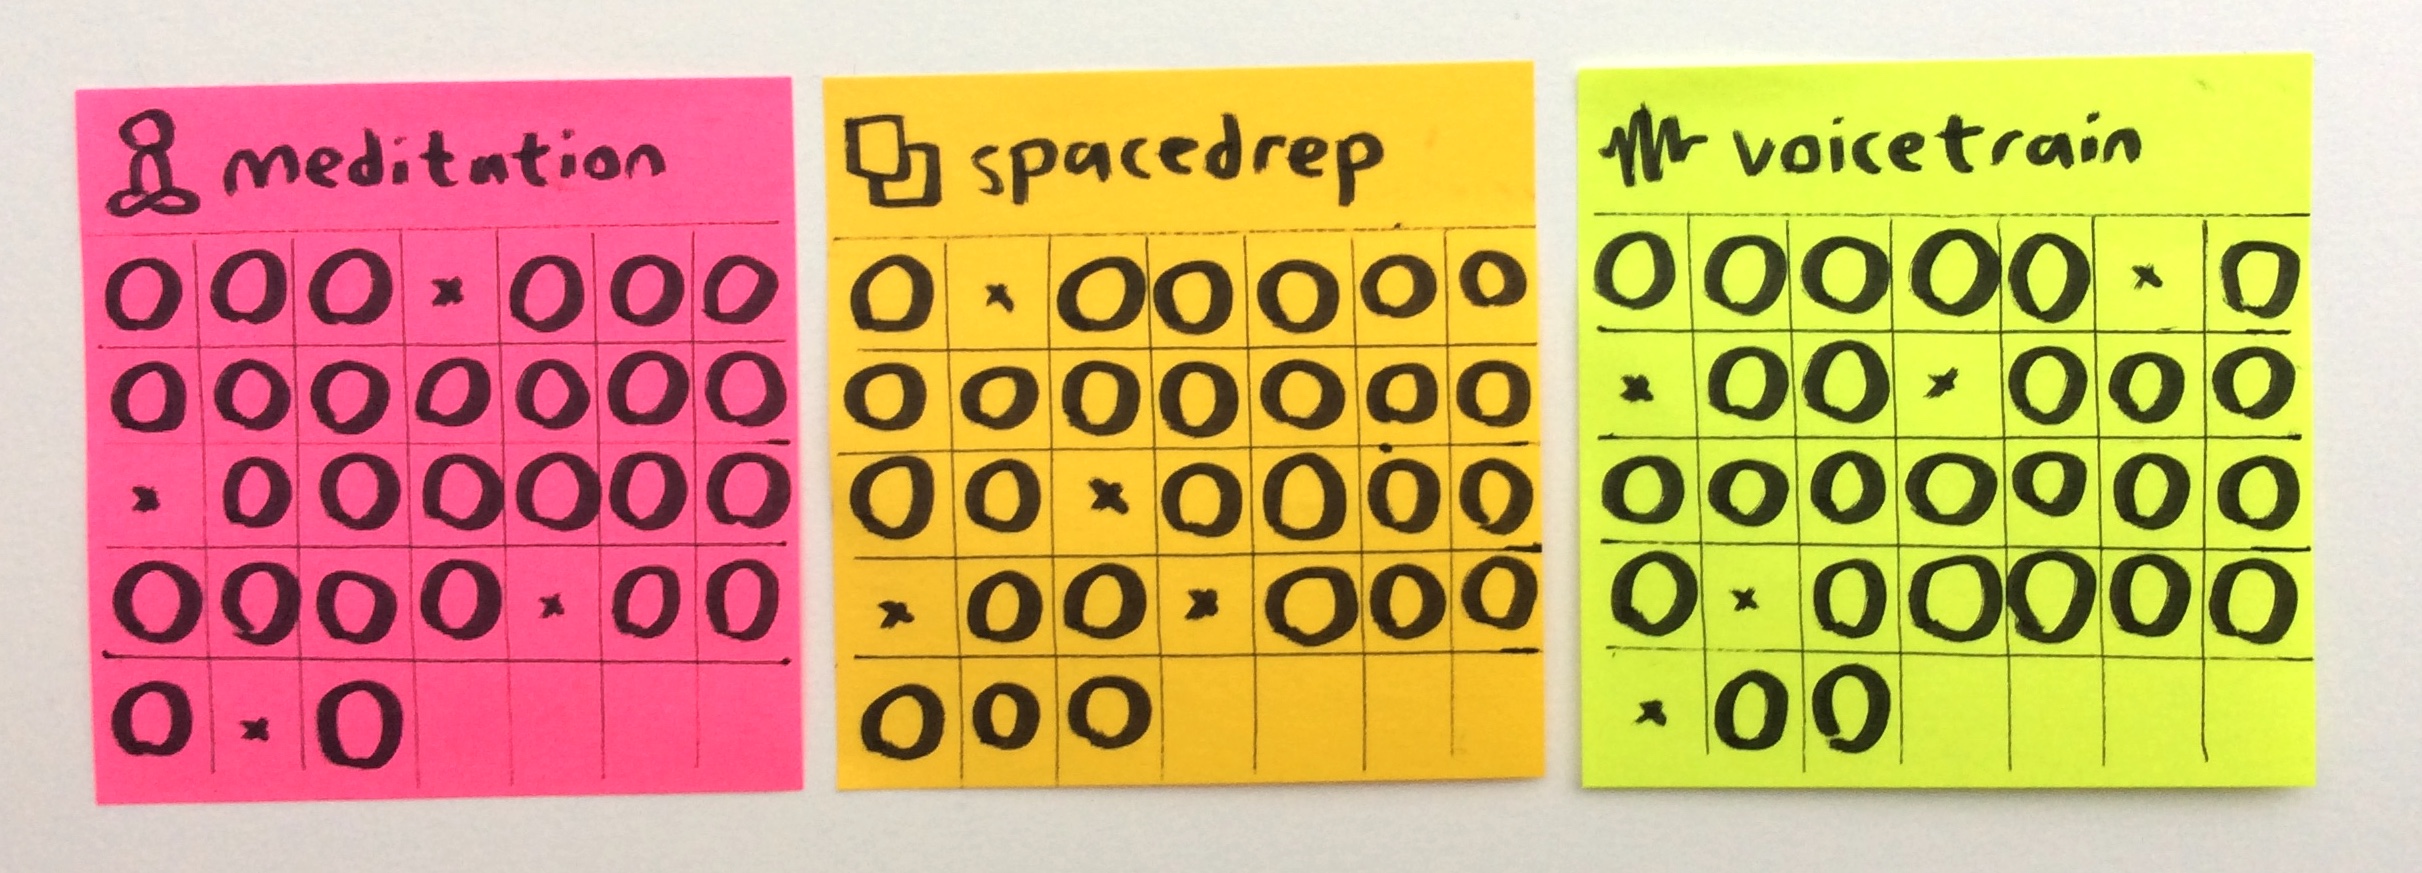 meditation
O O O x O O O
O O O O O O O
x O O O O O O
O O O O x O O
O x O
spacedrep
O x O O O O O
O O O O O O O
O O x O O O O
x O O x O O O
O O O
voicetrain
O O O O O x O
x O O x O O O
O O O O O O O
O x O O O O O
x O O